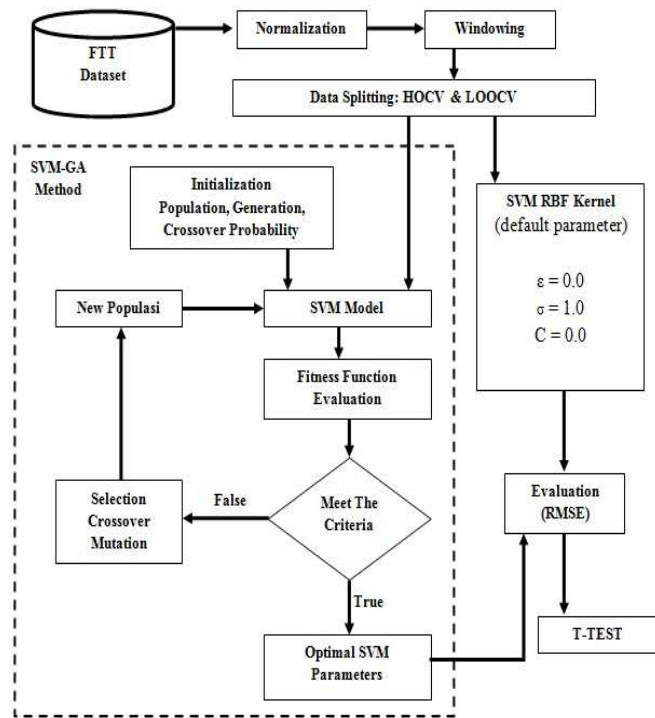 FTT
Dataset
Normalization
Windowing
Data Splitting: HOCV & LOOCV
SVM-GA
Method
Initialization
Population, Generation,
Crossover Probability
SVM RBF Kernel
(default parameter)
ε = 0.0
σ = 1.0
C = 0.0
New Populasi
SVM Model
Fitness Function
Evaluation
Selection
Crossover
Mutation
False
Meet The
Criteria
True
Optimal SVM
Parameters
Evaluation
(RMSE)
T-TEST